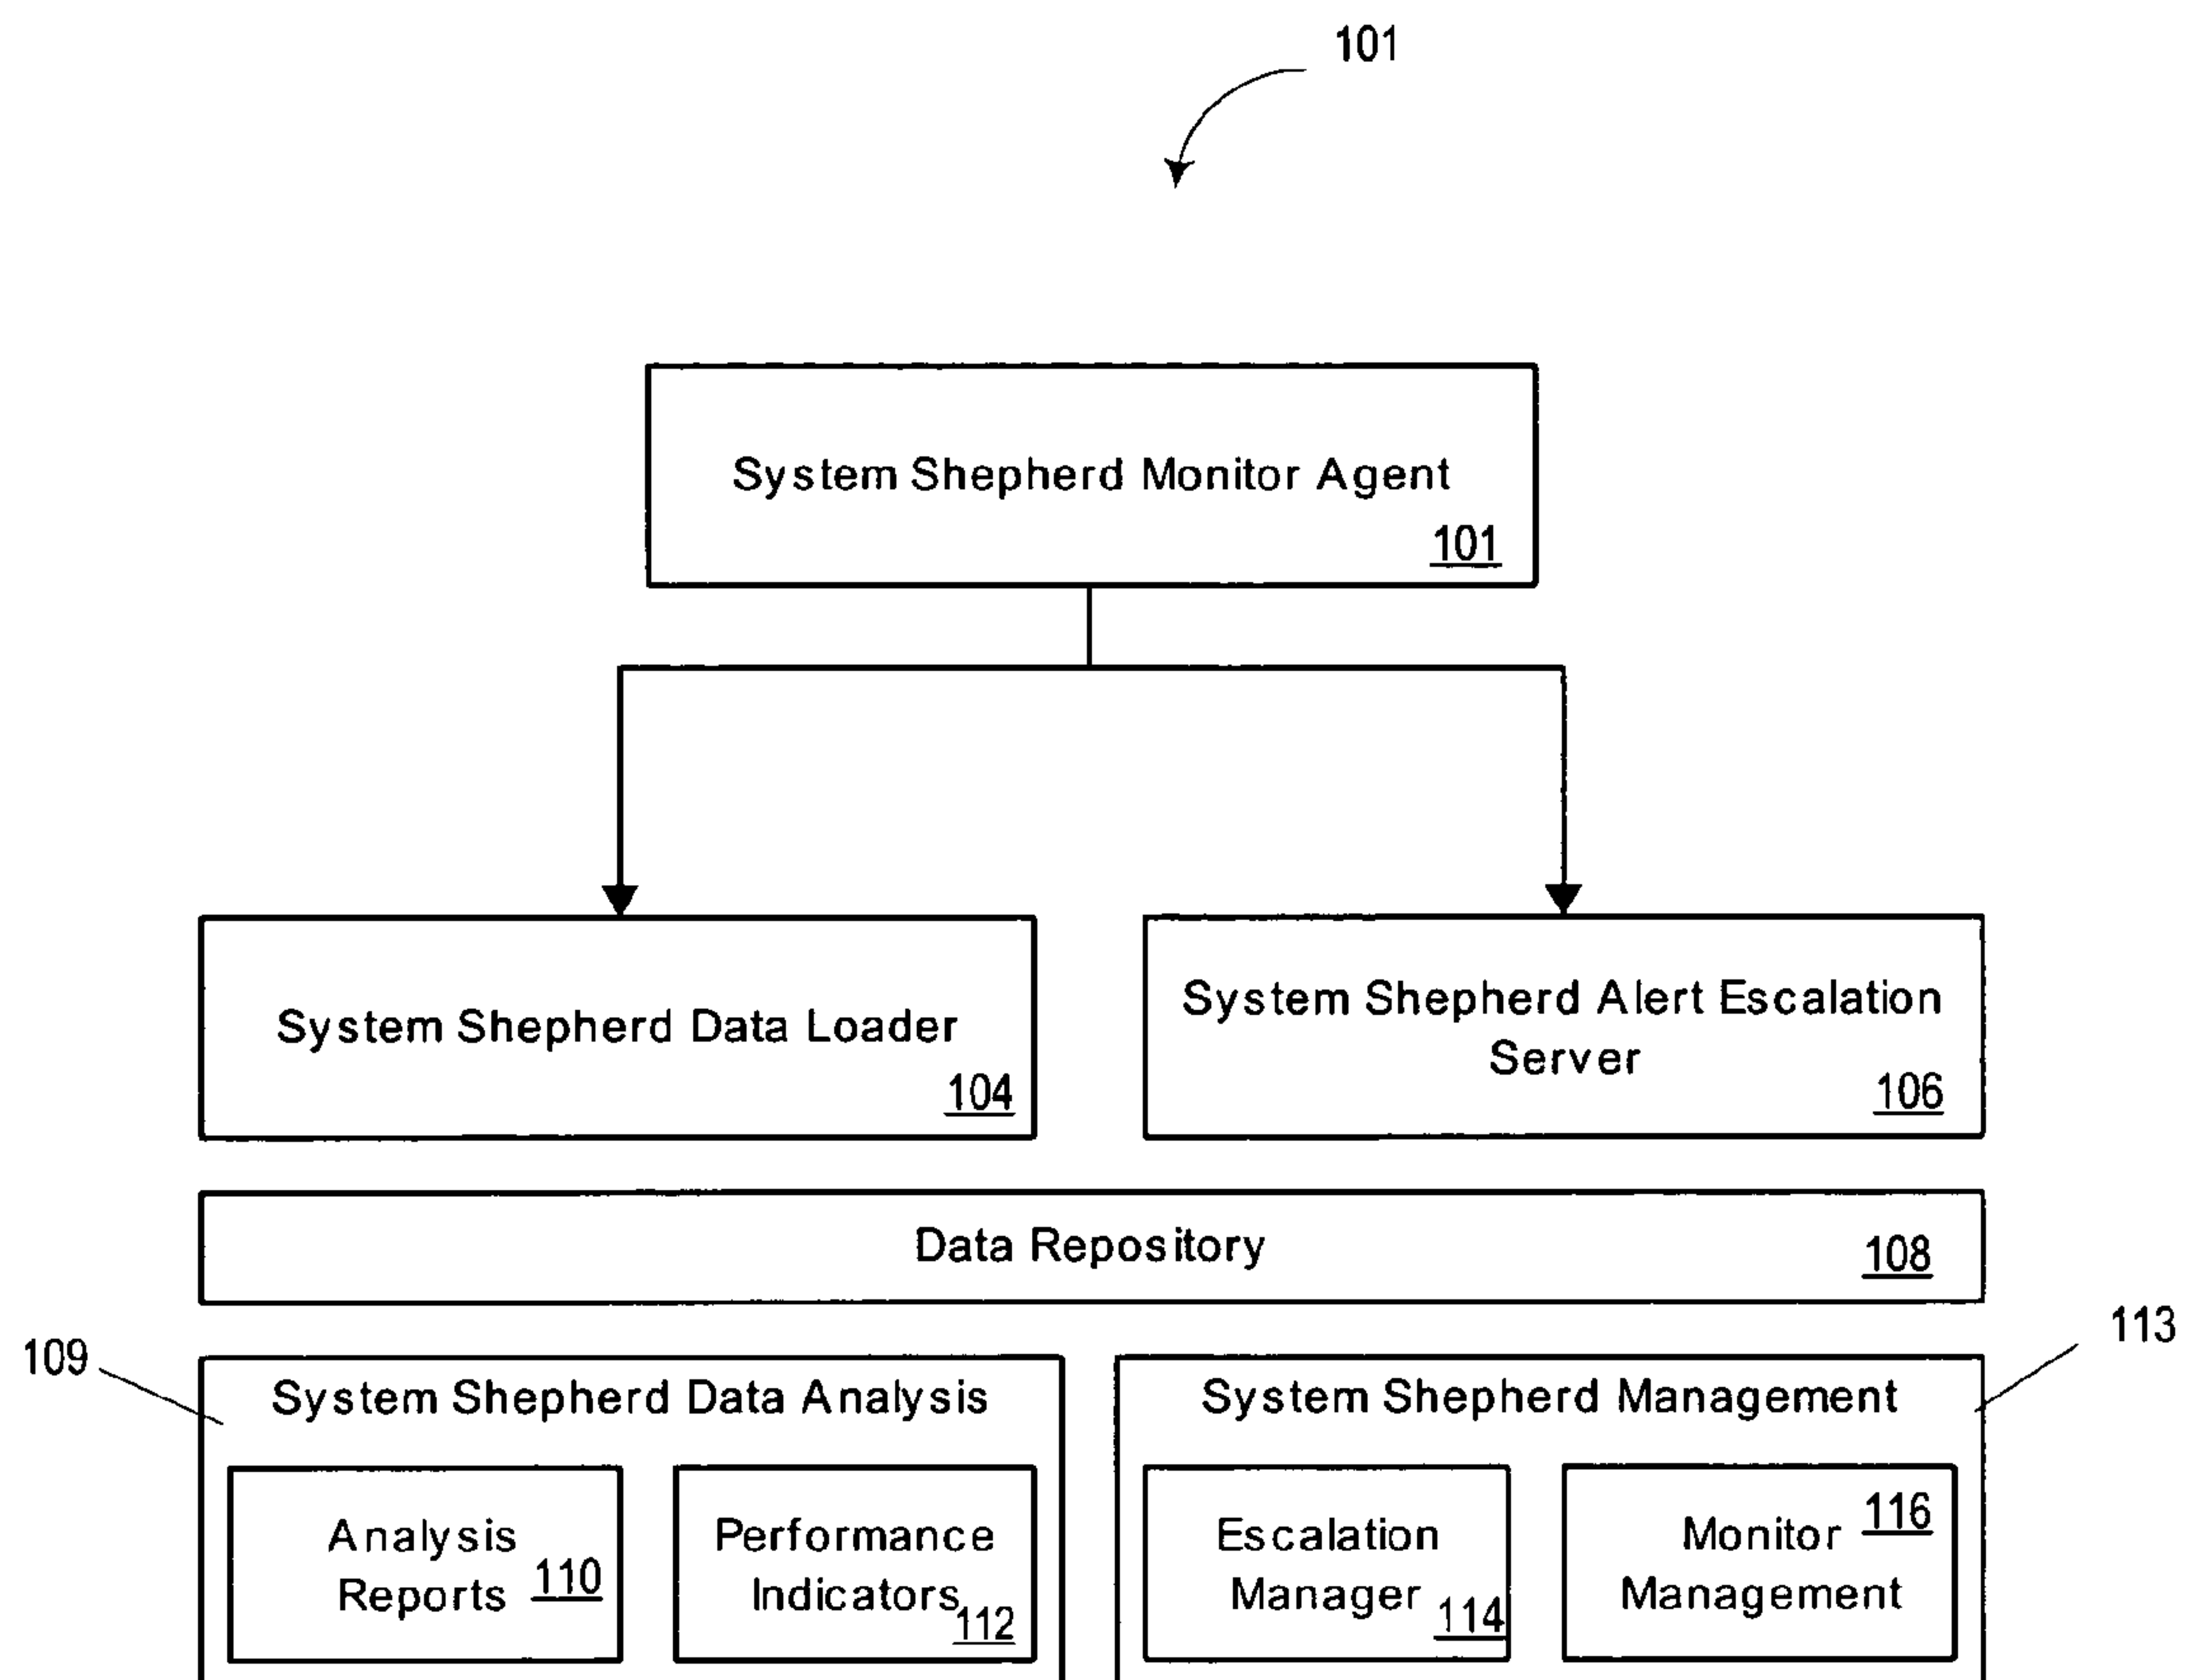 101
System Shepherd Monitor Agent
101
System Shepherd Data Loader
104
System Shepherd Alert Escalation
Server
106
Data Repository
108
109
113
System Shepherd Data Analysis
Analysis
Reports
110
Performance
Indicators
112
System Shepherd Management
Escalation
Manager
114
Monitor
116
Management